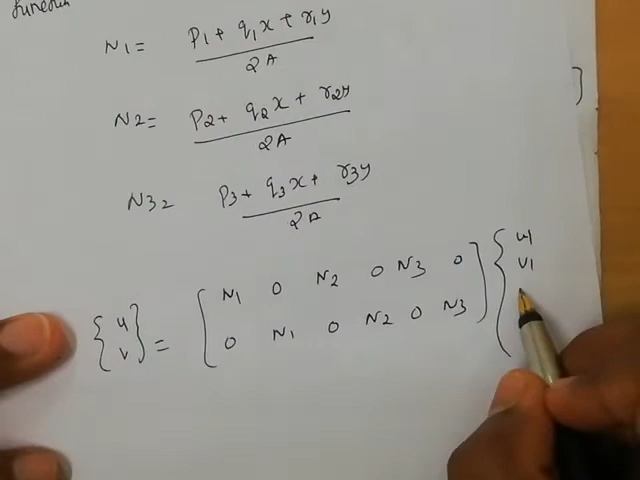 N1 = p1 + q1x + r1y / 2A
N2 = p2 + q2x + r2y / 2A
N3 = p3 + q3x + r3y / 2A
{ u v } = [ N1 0 N2 0 N3 0
0 N1 0 N2 0 N3 ] { u1
v1